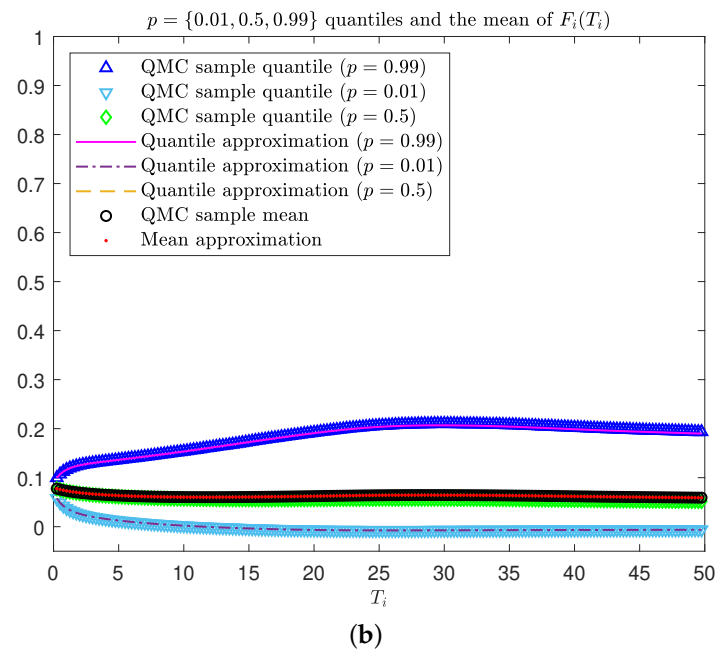 p = {0.01, 0.5, 0.99} quantiles and the mean of F_i(T_i)
1
0.9
0.8
0.7
0.6
0.5
0.4
0.3
0.2
0.1
0
QMC sample quantile (p = 0.99)
QMC sample quantile (p = 0.01)
QMC sample quantile (p = 0.5)
Quantile approximation (p = 0.99)
Quantile approximation (p = 0.01)
Quantile approximation (p = 0.5)
QMC sample mean
Mean approximation
0 5 10 15 20 25 30 35 40 45 50
T_i
(b)